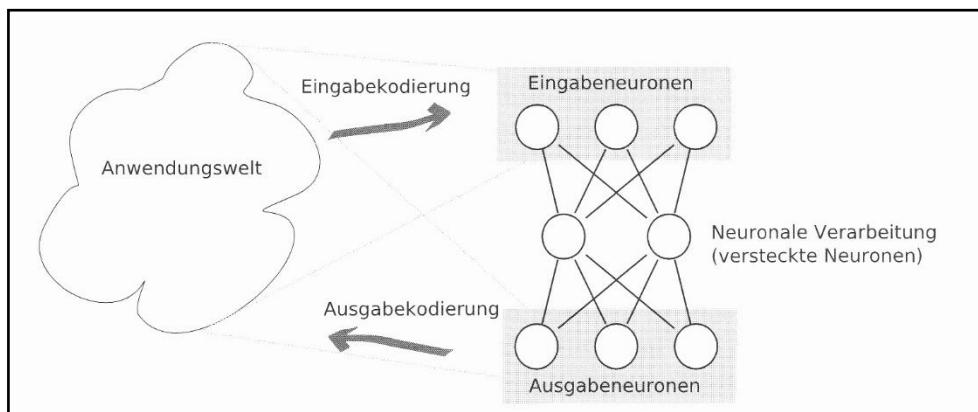 Eingabekodierung
Eingabeneuronen
Anwendungswelt
Neuronale Verarbeitung
(versteckte Neuronen)
Ausgabekodierung
Ausgabeneuronen